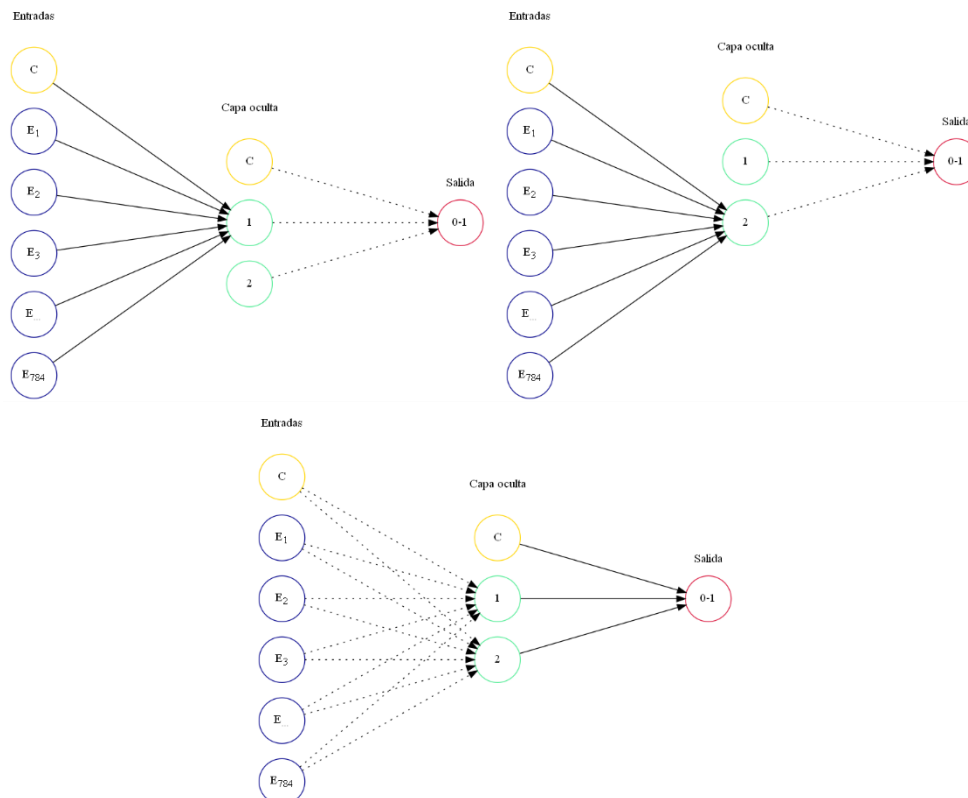 Entradas
C
E1
E2
E3
E...
E784
Capa oculta
C
1
2
Salida
0-1
Entradas
C
E1
E2
E3
E...
E784
Capa oculta
C
1
2
Salida
0-1
Entradas
C
E1
E2
E3
E...
E784
Capa oculta
C
1
2
Salida
0-1